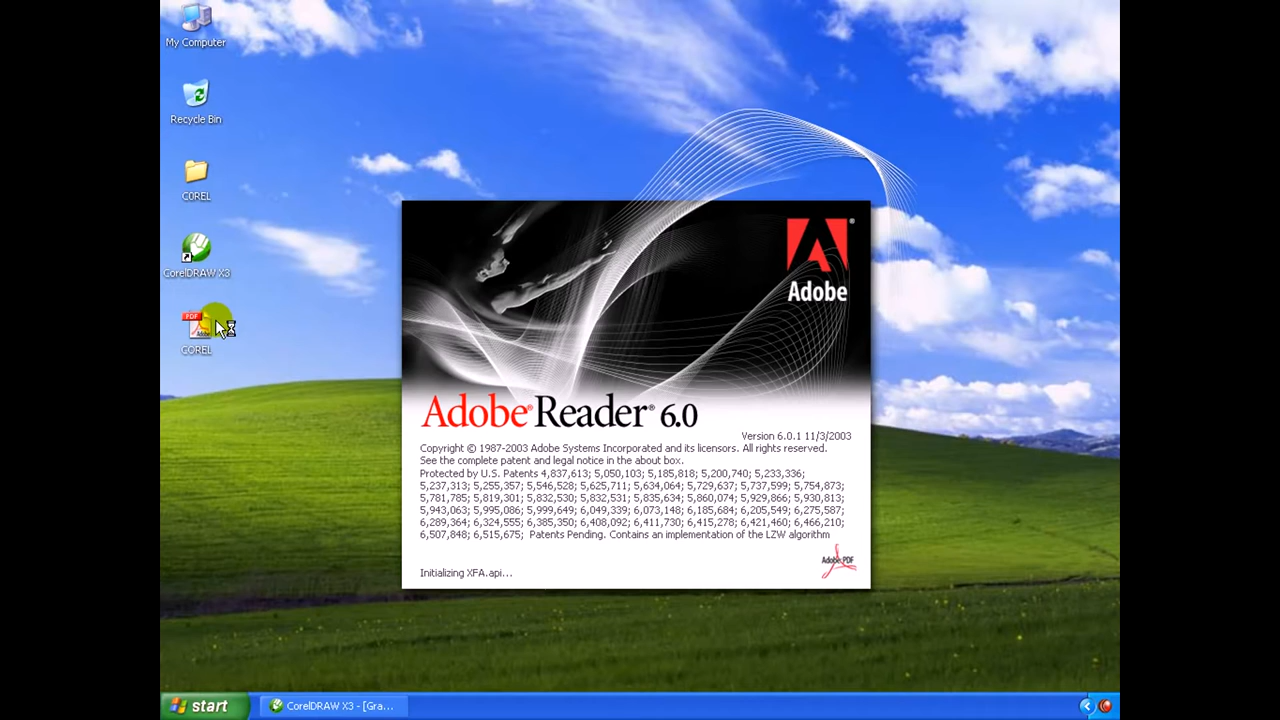 My Computer
Recycle Bin
COREL
CorelDRAW X3
PDF
Adobe
COREL
Adobe
Adobe® Reader® 6.0
Version 6.0.1 11/3/2003
Copyright © 1987-2003 Adobe Systems Incorporated and its licensors. All rights reserved.
See the complete patent and legal notice in the about box.
Protected by U.S. Patents 4,837,613; 5,050,103; 5,185,818; 5,200,740; 5,233,336;
5,237,313; 5,255,357; 5,546,528; 5,625,711; 5,634,064; 5,729,637; 5,737,599; 5,754,873;
5,781,785; 5,819,301; 5,832,530; 5,832,531; 5,835,634; 5,860,074; 5,929,866; 5,930,813;
5,943,063; 5,995,086; 5,999,649; 6,049,339; 6,073,148; 6,185,684; 6,205,549; 6,275,587;
6,289,364; 6,324,555; 6,385,350; 6,408,092; 6,411,730; 6,415,278; 6,421,460; 6,466,210;
6,507,848; 6,515,675; Patents Pending. Contains an implementation of the LZW algorithm
Adobe PDF
Initializing XFA.api...
start
CorelDRAW X3 - [Gra...